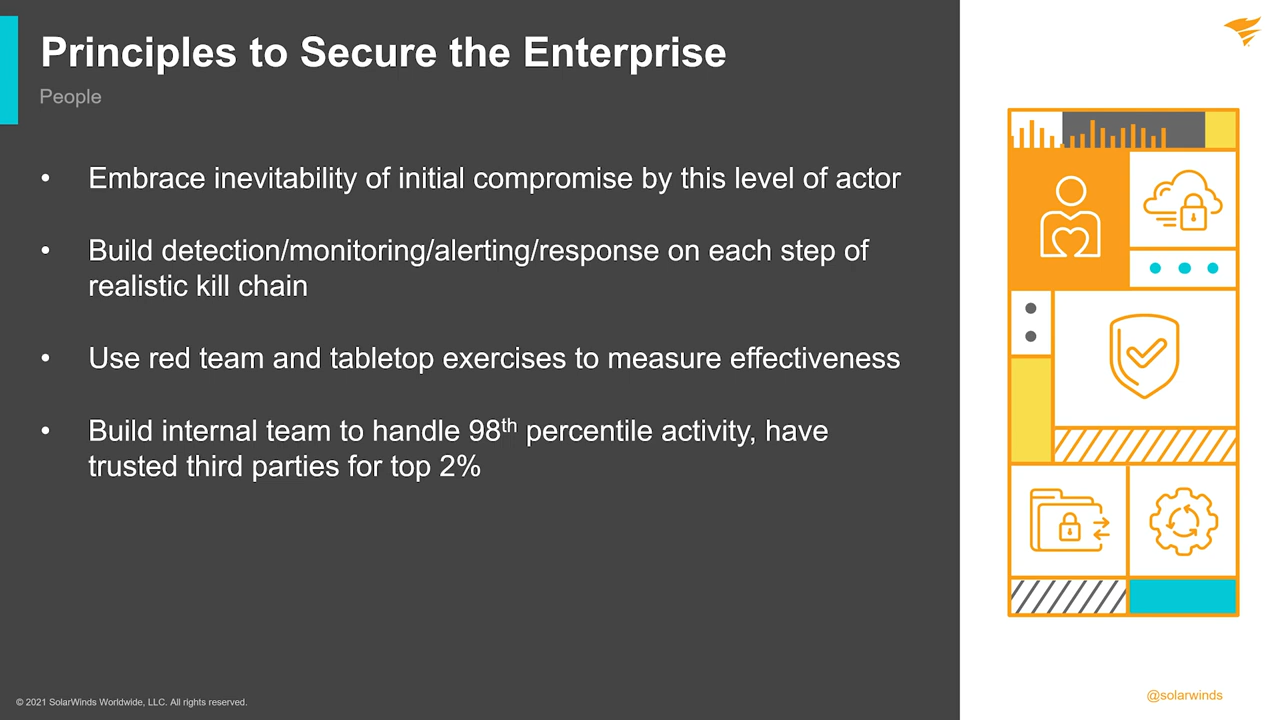 Principles to Secure the Enterprise
People
• Embrace inevitability of initial compromise by this level of actor
• Build detection/monitoring/alerting/response on each step of
realistic kill chain
• Use red team and tabletop exercises to measure effectiveness
• Build internal team to handle 98th percentile activity, have
trusted third parties for top 2%
© 2021 SolarWinds Worldwide, LLC. All rights reserved.
@solarwinds